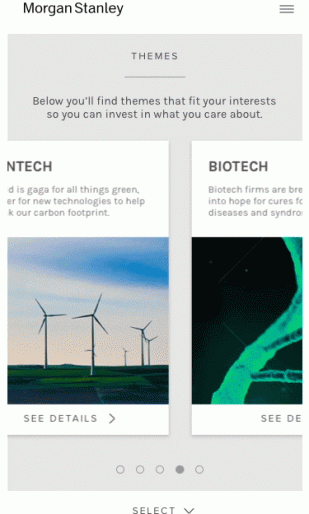 Morgan Stanley
THEMES
Below you'll find themes that fit your interests
so you can invest in what you care about.
NTECH
d is gaga for all things green,
er for new technologies to help
k our carbon footprint.
SEE DETAILS
BIOTECH
Biotech firms are bre
into hope for cures fo
diseases and syndro
SEE DE
SELECT